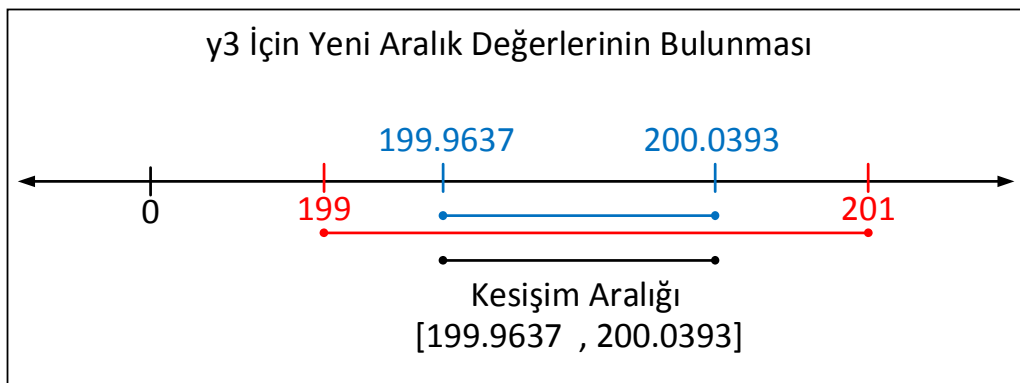 y3 İçin Yeni Aralık Değerlerinin Bulunması
199.9637 200.0393
0 199 201
Kesişim Aralığı
[199.9637 , 200.0393]